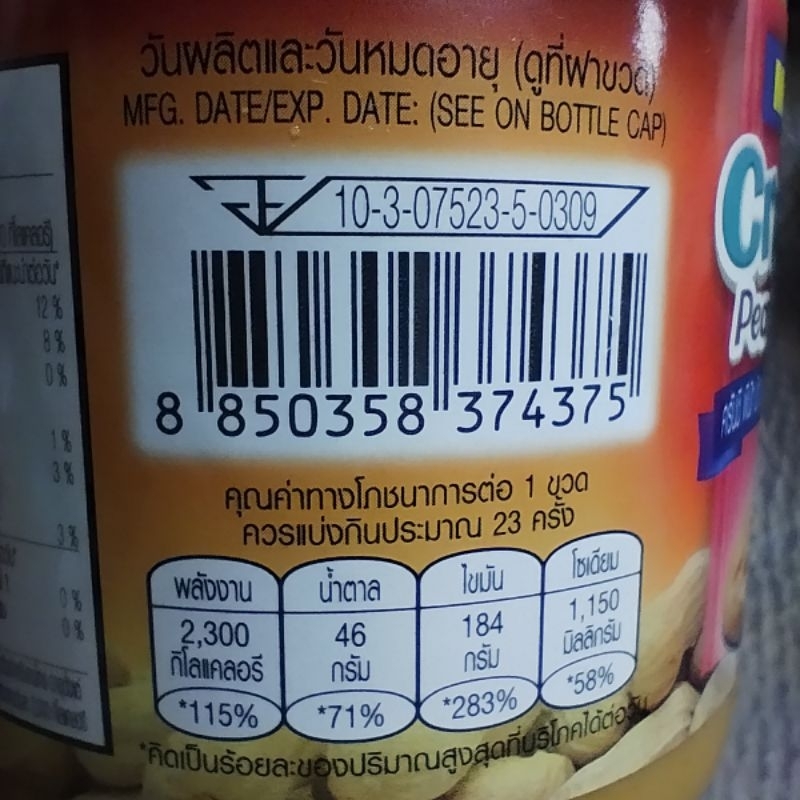 วันผลิตและวันหมดอายุ (ดูที่ฝาขวด)
MFG. DATE/EXP. DATE: (SEE ON BOTTLE CAP)
10-3-07523-5-0309
8 850358 374375
คุณค่าทางโภชนาการต่อ 1 ขวด
ควรแบ่งกินประมาณ 23 ครั้ง
พลังงาน น้ำตาล ไขมัน โซเดียม
2,300 46 184 1,150
กิโลแคลอรี กรัม กรัม มิลลิกรัม
*115% *71% *283% *58%
*คิดเป็นร้อยละของปริมาณสูงสุดที่บริโภคได้ต่อวัน
12 %
8 %
0 %
1 %
3 %
3 %
0 %
0 %